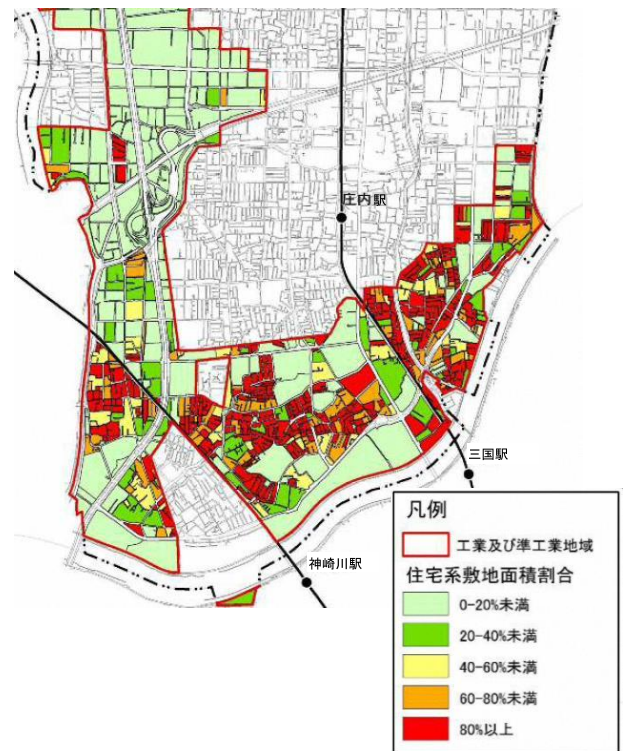 庄内駅
三国駅
神崎川駅
凡例
工業及び準工業地域
住宅系敷地面積割合
0-20%未満
20-40%未満
40-60%未満
60-80%未満
80%以上